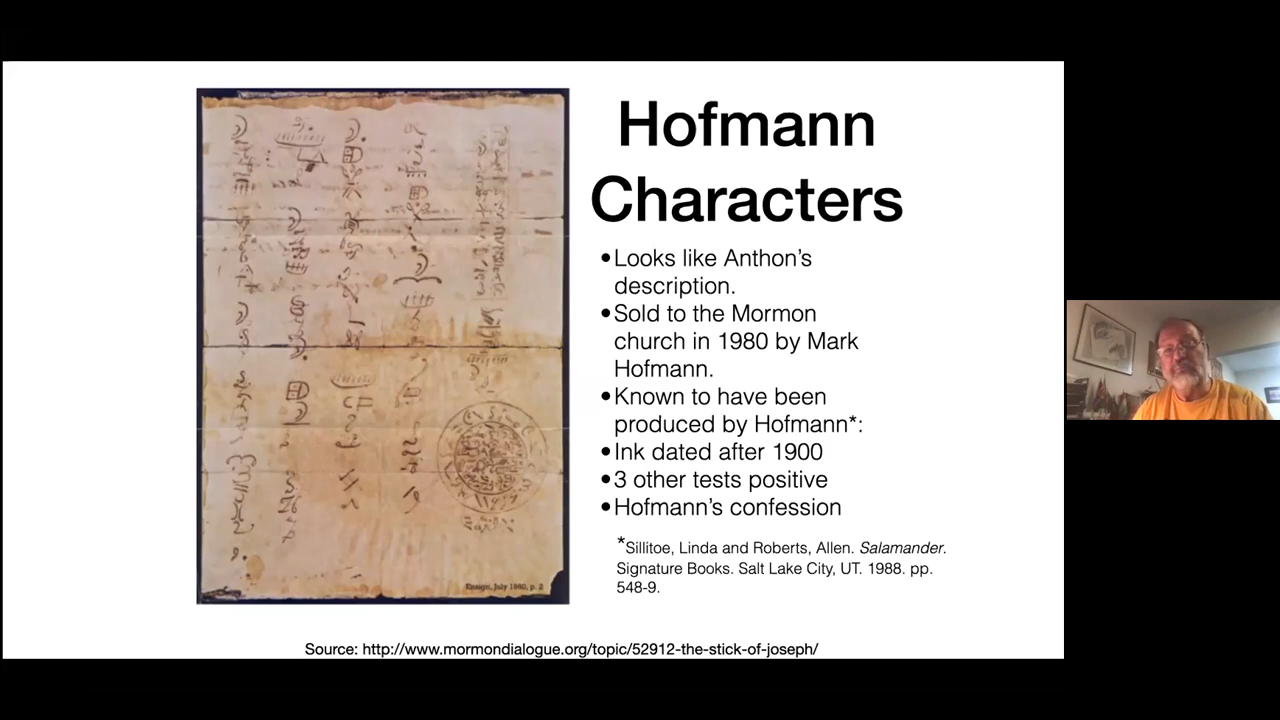 Hofmann
Characters
•Looks like Anthon's
description.
•Sold to the Mormon
church in 1980 by Mark
Hofmann.
•Known to have been
produced by Hofmann*:
•Ink dated after 1900
•3 other tests positive
•Hofmann's confession
*Sillitoe, Linda and Roberts, Allen. Salamander.
Signature Books. Salt Lake City, UT. 1988. pp.
548-9.
Ensign, July 1980, p. 2
Source: http://www.mormondialogue.org/topic/52912-the-stick-of-joseph/